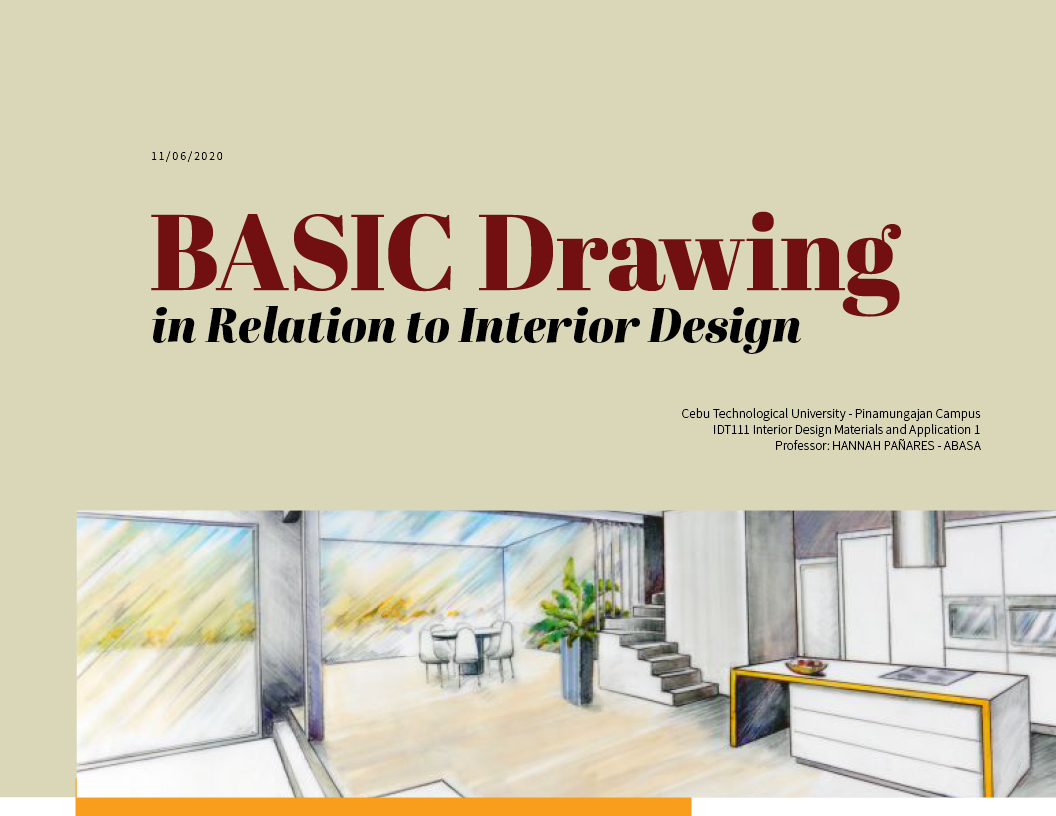 11/06/2020
BASIC Drawing
in Relation to Interior Design
Cebu Technological University - Pinamungajan Campus
IDT111 Interior Design Materials and Application 1
Professor: HANNAH PAÑARES - ABASA